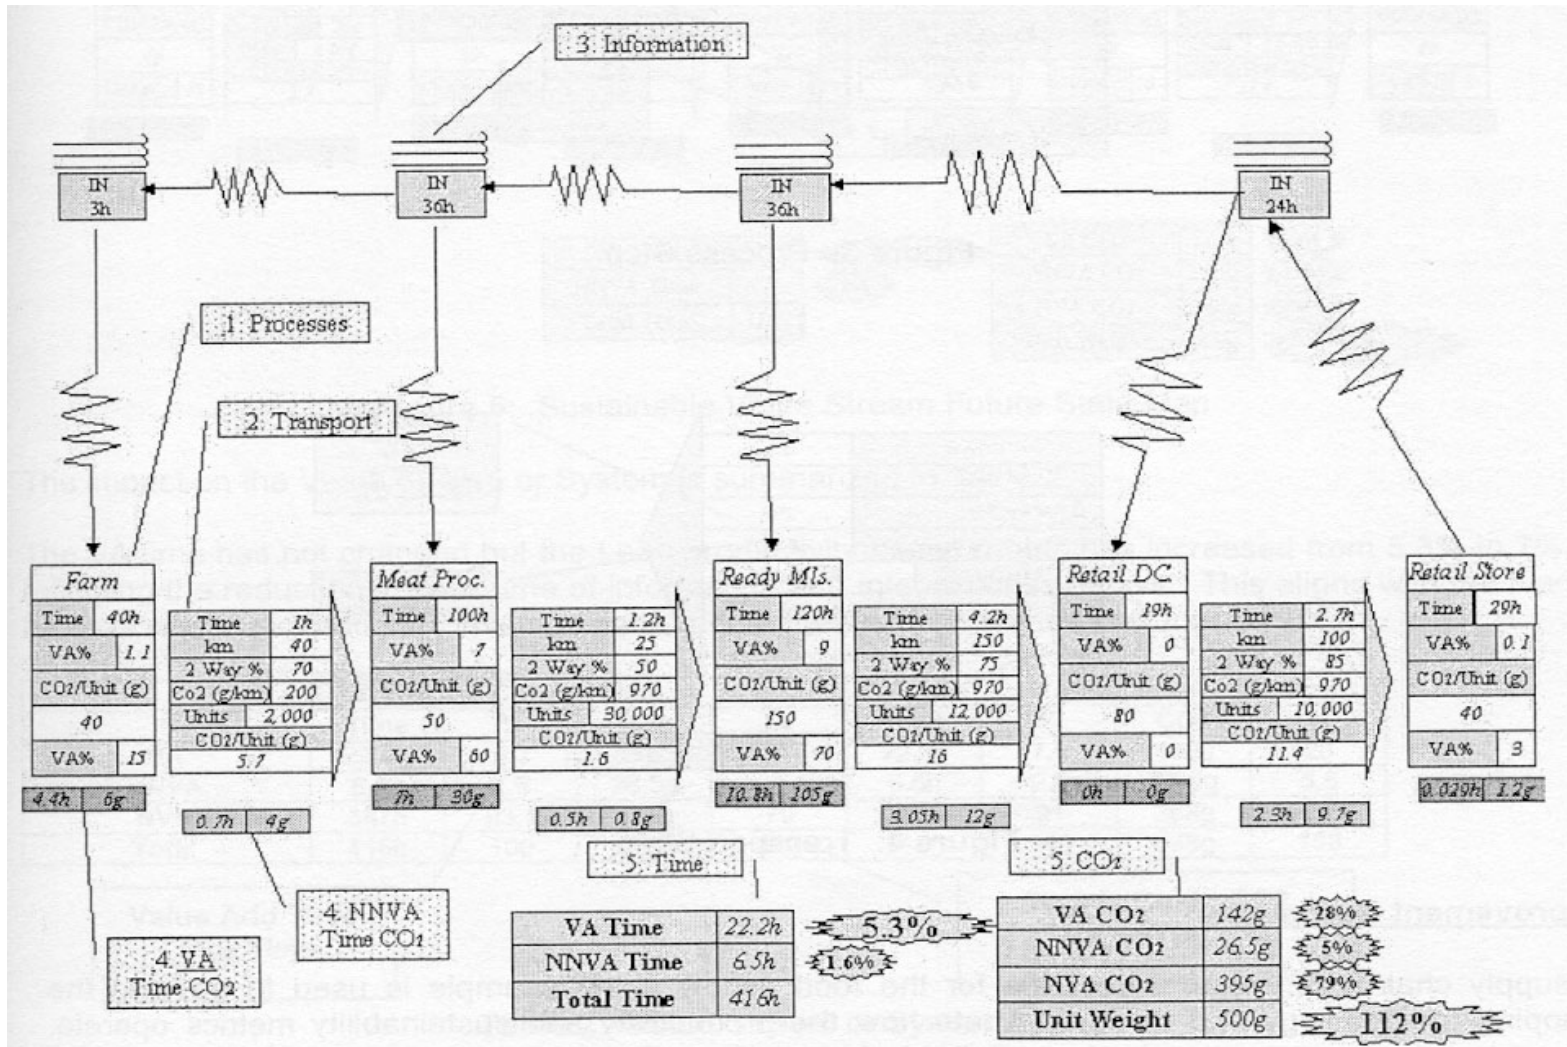 3. Information
IN
3h
IN
36h
IN
36h
IN
24h
1. Processes
2. Transport
Farm
Time 40h
VA% 1.1
CO2/Unit (g)
40
VA% 15
4.4h 6g
Time 1h
km 40
2 Way % 70
Co2 (g/km) 200
Units 2,000
CO2/Unit (g)
5.7
0.7h 4g
Meat Proc.
Time 100h
VA% 7
CO2/Unit (g)
50
VA% 60
7h 30g
Time 1.2h
km 25
2 Way % 50
Co2 (g/km) 970
Units 30,000
CO2/Unit (g)
1.6
0.5h 0.8g
Ready Mls.
Time 120h
VA% 9
CO2/Unit (g)
150
VA% 70
10.8h 105g
Time 4.2h
km 150
2 Way % 75
Co2 (g/km) 970
Units 12,000
CO2/Unit (g)
16
3.05h 12g
Retail DC.
Time 19h
VA% 0
CO2/Unit (g)
80
VA% 0
0h 0g
Time 2.7h
km 100
2 Way % 85
Co2 (g/km) 970
Units 10,000
CO2/Unit (g)
11.4
2.3h 9.7g
Retail Store
Time 29h
VA% 0.1
CO2/Unit (g)
40
VA% 3
0.029h 1.2g
4. VA
Time CO2
4. NNVA
Time CO2
5. Time
VA Time 22.2h 5.3%
NNVA Time 6.5h 1.6%
Total Time 416h
5. CO2
VA CO2 142g 28%
NNVA CO2 26.5g 5%
NVA CO2 395g 79%
Unit Weight 500g 112%